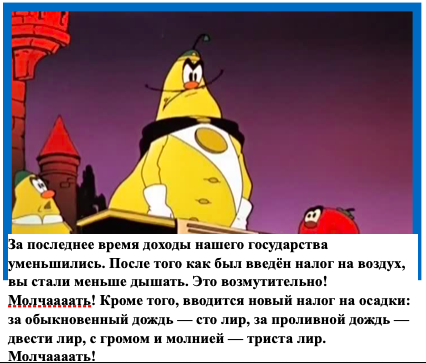 За последнее время доходы нашего государства
уменьшились. После того как был введён налог на воздух,
вы стали меньше дышать. Это возмутительно!
Молчаааать! Кроме того, вводится новый налог на осадки:
за обыкновенный дождь — сто лир, за проливной дождь —
двести лир, с громом и молнией — триста лир.
Молчаааать!